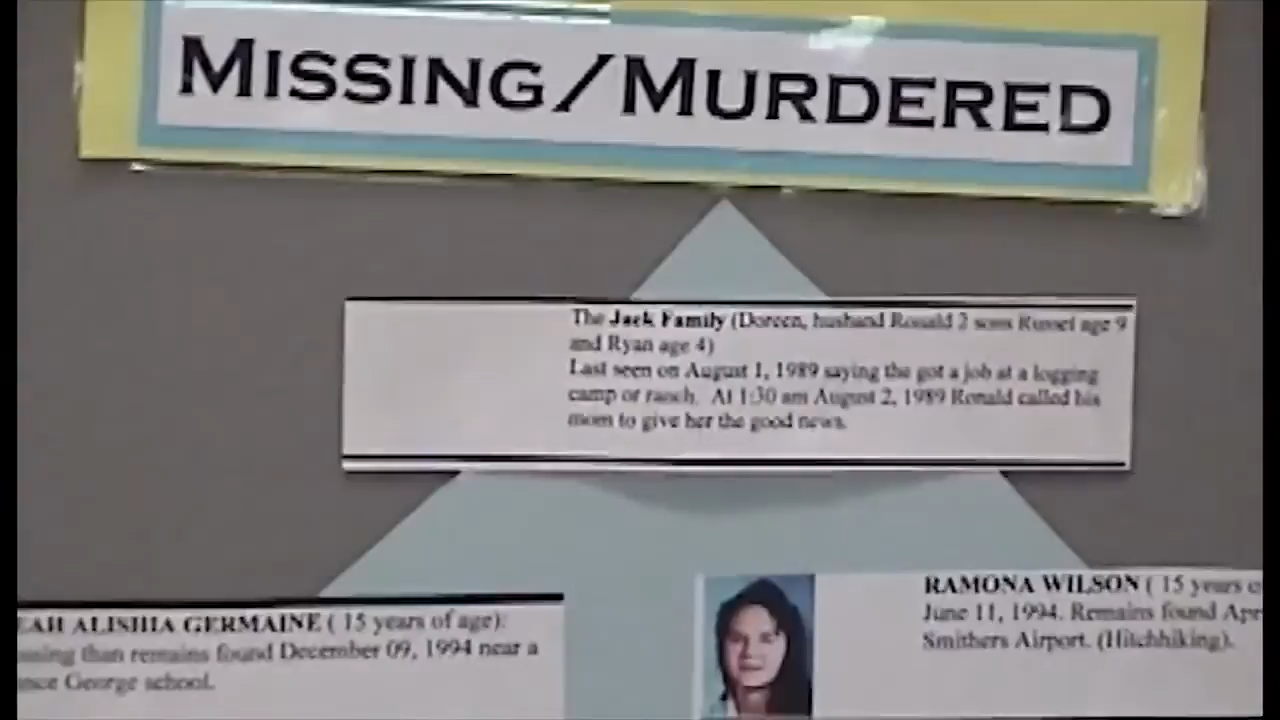 MISSING/MURDERED
The Jack Family (Doreen, husband Ronald 2 sons Russel age 9
and Ryan age 4)
Last seen on August 1, 1989 saying the got a job at a logging
camp or ranch. At 1:30 am August 2, 1989 Ronald called his
mom to give her the good news.
EAH ALISHIA GERMAINE ( 15 years of age):
ssing than remains found December 09, 1994 near a
nce George school.
RAMONA WILSON ( 15 years o
June 11, 1994. Remains found Apr
Smithers Airport. (Hitchhiking).